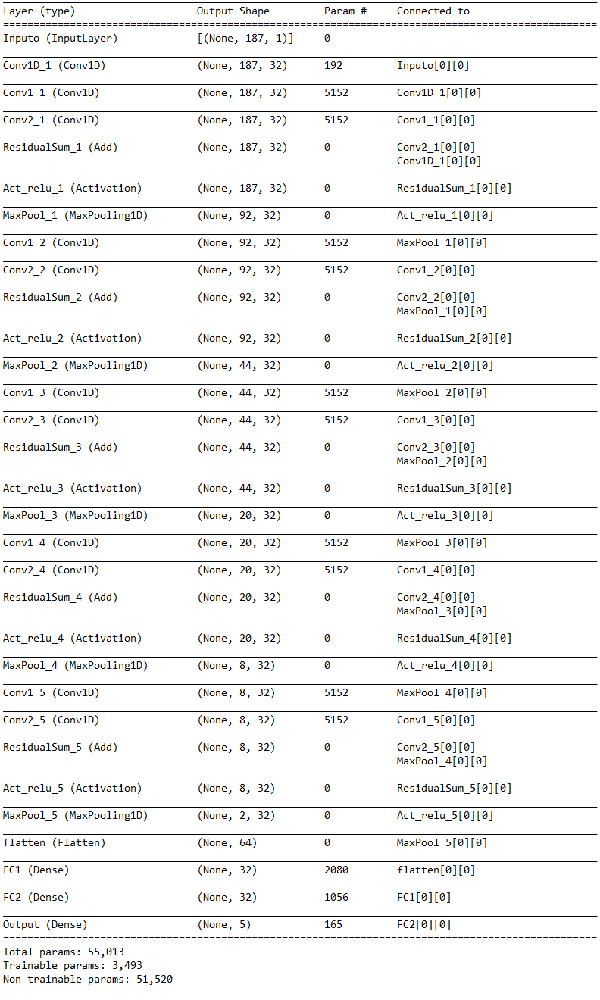 Layer (type) Output Shape Param # Connected to
==================================================================================================
Inputo (InputLayer) [(None, 187, 1)] 0
Conv1D_1 (Conv1D) (None, 187, 32) 192 Inputo[0][0]
Conv1_1 (Conv1D) (None, 187, 32) 5152 Conv1D_1[0][0]
Conv2_1 (Conv1D) (None, 187, 32) 5152 Conv1_1[0][0]
ResidualSum_1 (Add) (None, 187, 32) 0 Conv2_1[0][0]
Conv1D_1[0][0]
Act_relu_1 (Activation) (None, 187, 32) 0 ResidualSum_1[0][0]
MaxPool_1 (MaxPooling1D) (None, 92, 32) 0 Act_relu_1[0][0]
Conv1_2 (Conv1D) (None, 92, 32) 5152 MaxPool_1[0][0]
Conv2_2 (Conv1D) (None, 92, 32) 5152 Conv1_2[0][0]
ResidualSum_2 (Add) (None, 92, 32) 0 Conv2_2[0][0]
MaxPool_1[0][0]
Act_relu_2 (Activation) (None, 92, 32) 0 ResidualSum_2[0][0]
MaxPool_2 (MaxPooling1D) (None, 44, 32) 0 Act_relu_2[0][0]
Conv1_3 (Conv1D) (None, 44, 32) 5152 MaxPool_2[0][0]
Conv2_3 (Conv1D) (None, 44, 32) 5152 Conv1_3[0][0]
ResidualSum_3 (Add) (None, 44, 32) 0 Conv2_3[0][0]
MaxPool_2[0][0]
Act_relu_3 (Activation) (None, 44, 32) 0 ResidualSum_3[0][0]
MaxPool_3 (MaxPooling1D) (None, 20, 32) 0 Act_relu_3[0][0]
Conv1_4 (Conv1D) (None, 20, 32) 5152 MaxPool_3[0][0]
Conv2_4 (Conv1D) (None, 20, 32) 5152 Conv1_4[0][0]
ResidualSum_4 (Add) (None, 20, 32) 0 Conv2_4[0][0]
MaxPool_3[0][0]
Act_relu_4 (Activation) (None, 20, 32) 0 ResidualSum_4[0][0]
MaxPool_4 (MaxPooling1D) (None, 8, 32) 0 Act_relu_4[0][0]
Conv1_5 (Conv1D) (None, 8, 32) 5152 MaxPool_4[0][0]
Conv2_5 (Conv1D) (None, 8, 32) 5152 Conv1_5[0][0]
ResidualSum_5 (Add) (None, 8, 32) 0 Conv2_5[0][0]
MaxPool_4[0][0]
Act_relu_5 (Activation) (None, 8, 32) 0 ResidualSum_5[0][0]
MaxPool_5 (MaxPooling1D) (None, 2, 32) 0 Act_relu_5[0][0]
flatten (Flatten) (None, 64) 0 MaxPool_5[0][0]
FC1 (Dense) (None, 32) 2080 flatten[0][0]
FC2 (Dense) (None, 32) 1056 FC1[0][0]
Output (Dense) (None, 5) 165 FC2[0][0]
==================================================================================================
Total params: 55,013
Trainable params: 3,493
Non-trainable params: 51,520